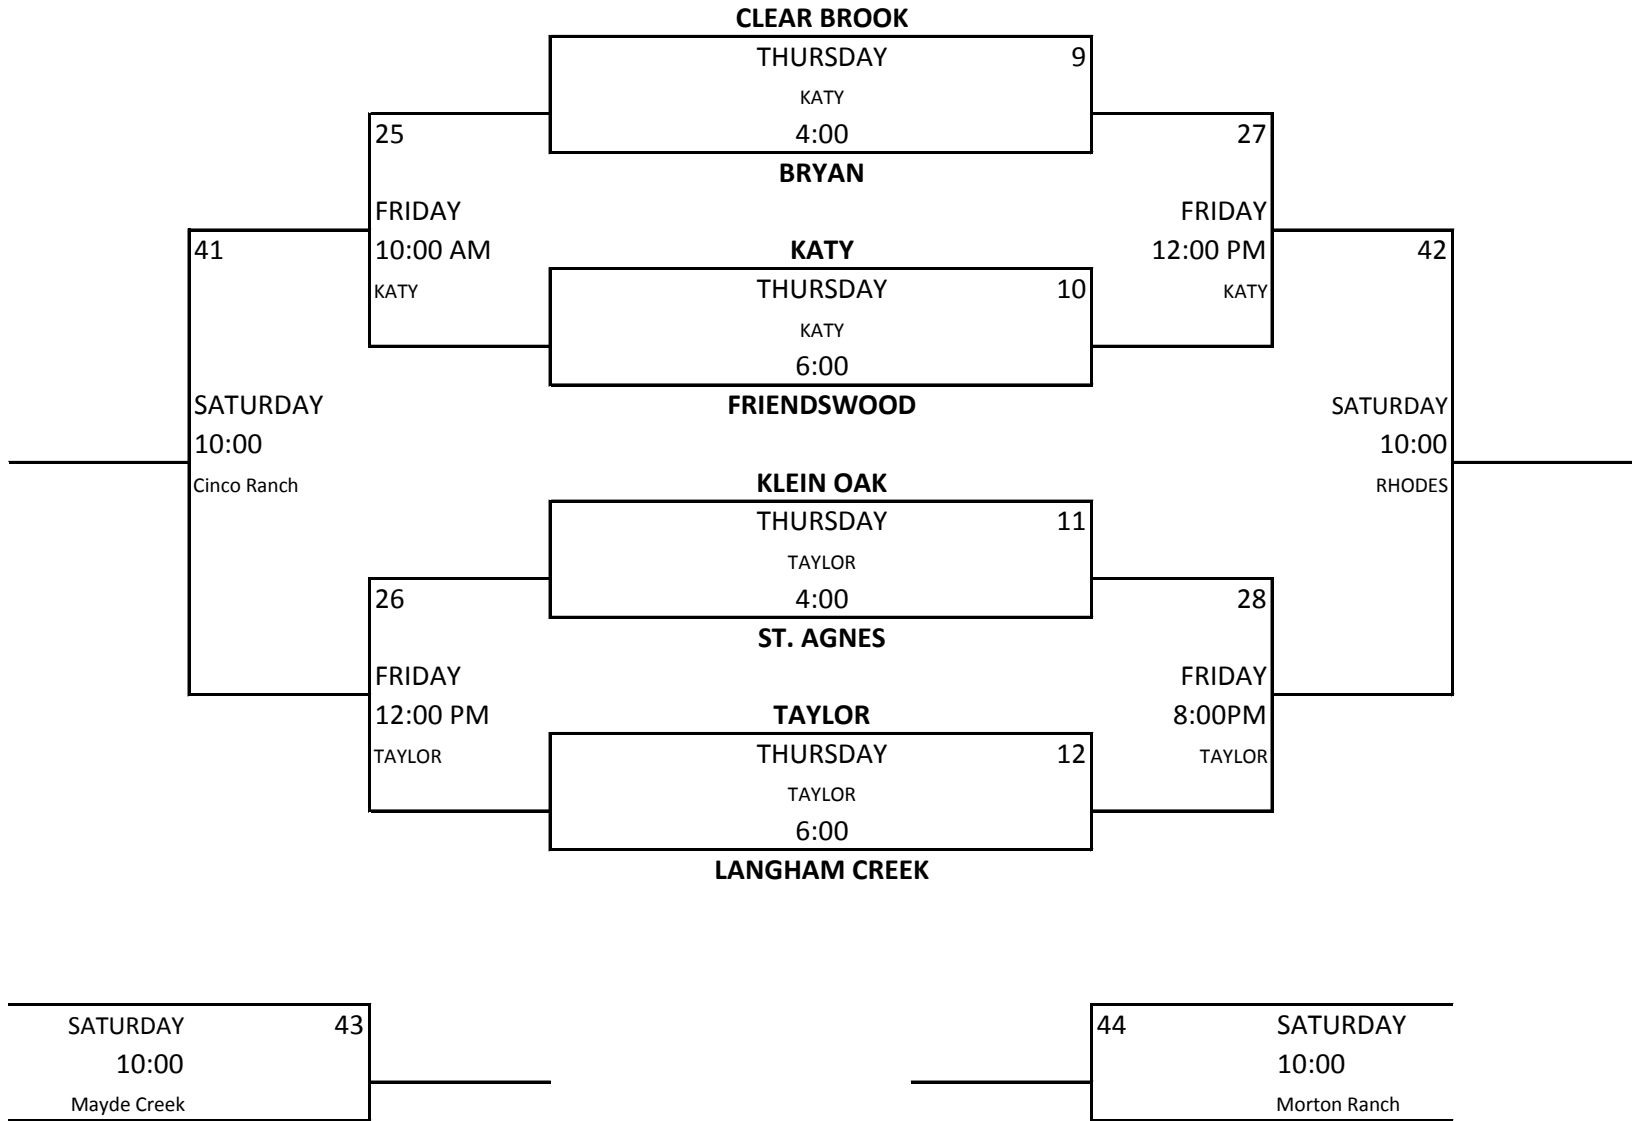 CLEAR BROOK
THURSDAY 9
KATY
4:00
25 27
BRYAN
FRIDAY FRIDAY
41 10:00 AM KATY 12:00 PM 42
KATY THURSDAY 10 KATY
KATY
6:00
SATURDAY FRIENDSWOOD SATURDAY
10:00 10:00
Cinco Ranch KLEIN OAK RHODES
THURSDAY 11
TAYLOR
26 4:00 28
ST. AGNES
FRIDAY FRIDAY
12:00 PM TAYLOR 8:00PM
TAYLOR THURSDAY 12 TAYLOR
TAYLOR
6:00
LANGHAM CREEK
SATURDAY 43 44 SATURDAY
10:00 10:00
Mayde Creek Morton Ranch